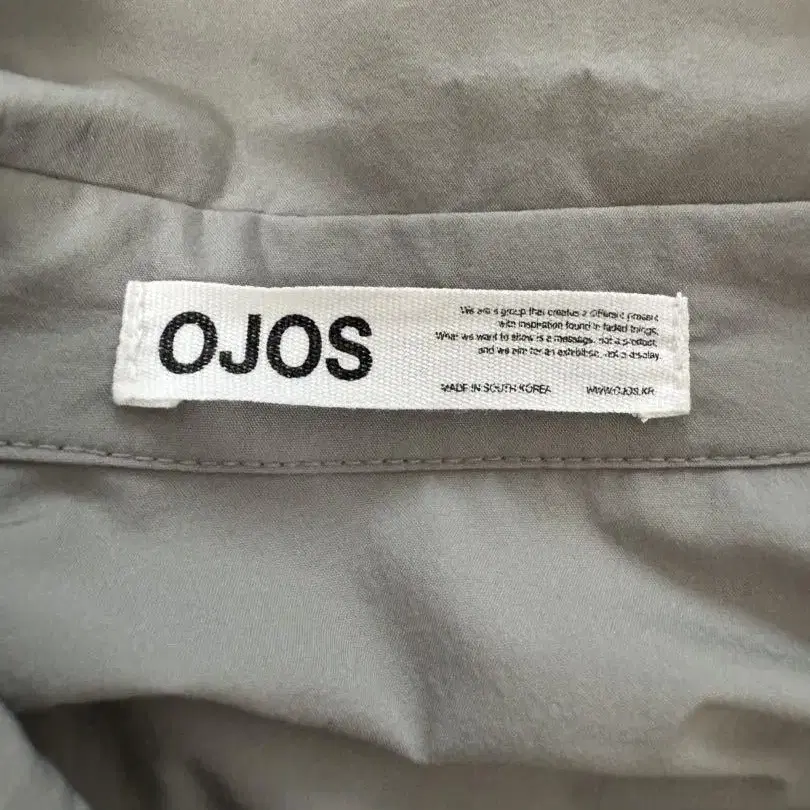 OJOS
We are a group that creates a different present
with inspiration found in faded things.
What we want to show is a message, not a product,
and we aim for an exhibition, not a display.
MADE IN SOUTH KOREA WWW.OJOS.KR